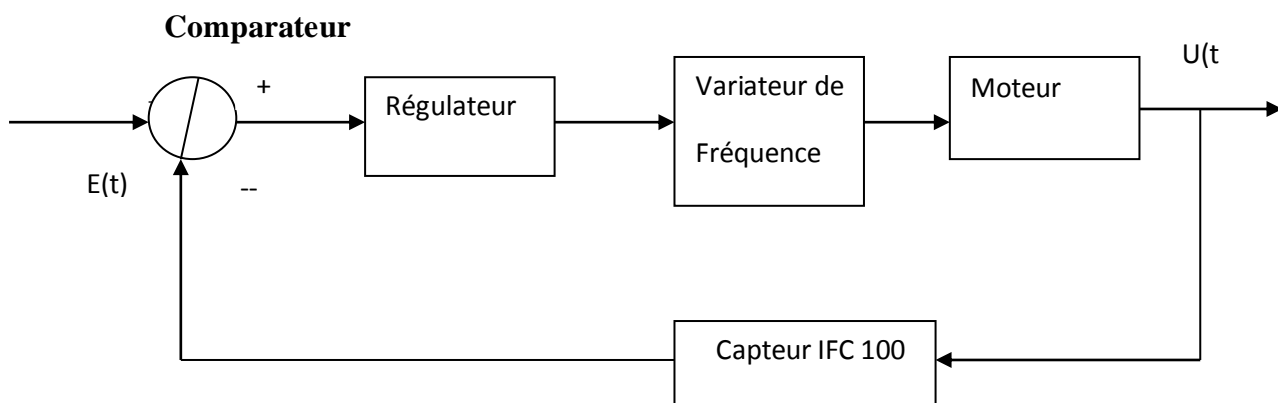 Comparateur
U(t
+
Régulateur
Variateur de
Fréquence
Moteur
E(t)
--
Capteur IFC 100